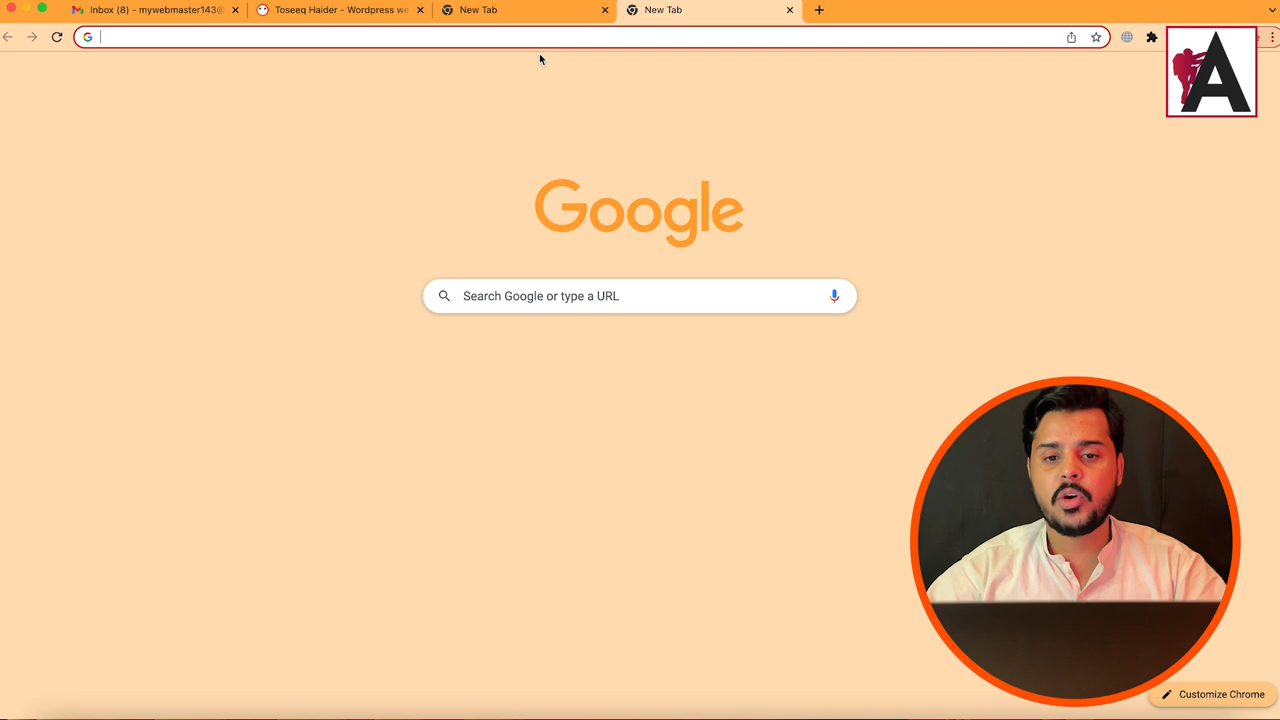 Inbox (8) - mywebmaster143@
Toseeq Haider - Wordpress we
New Tab
New Tab
A
Google
Search Google or type a URL
Customize Chrome